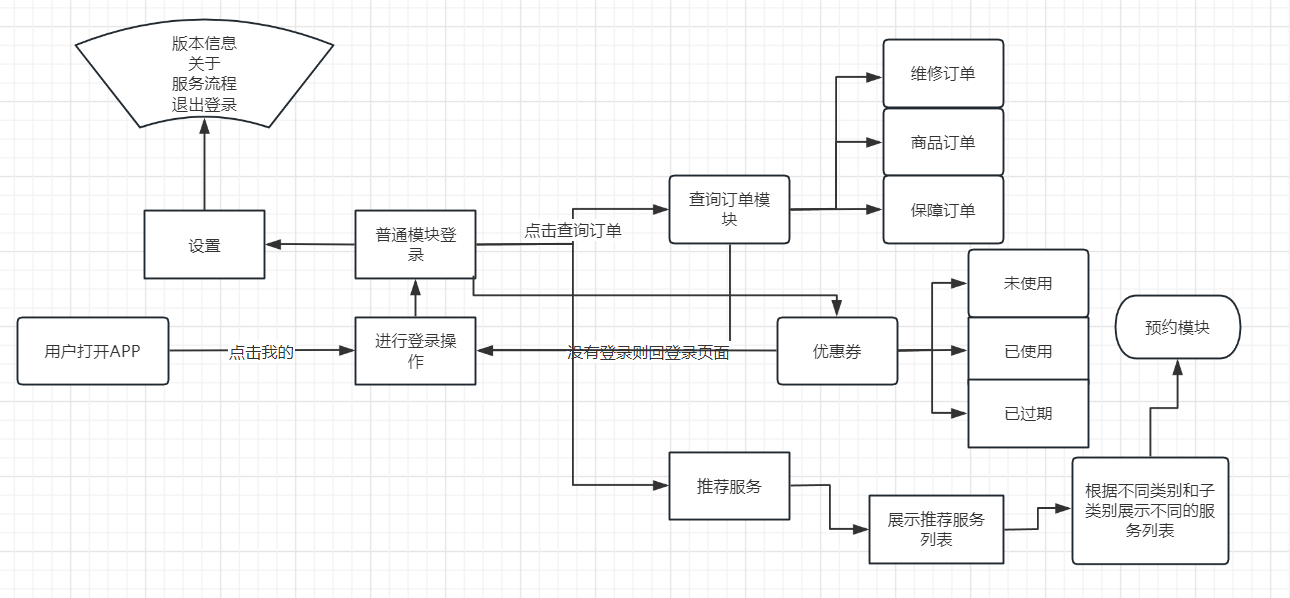 版本信息
关于
服务流程
退出登录
维修订单
商品订单
保障订单
查询订单模
块
点击查询订单
设置
普通模块登
录
未使用
已使用
已过期
预约模块
用户打开APP
点击我的
进行登录操
作
没有登录则回登录页面
优惠券
推荐服务
展示推荐服务
列表
根据不同类别和子
类别展示不同的服
务列表